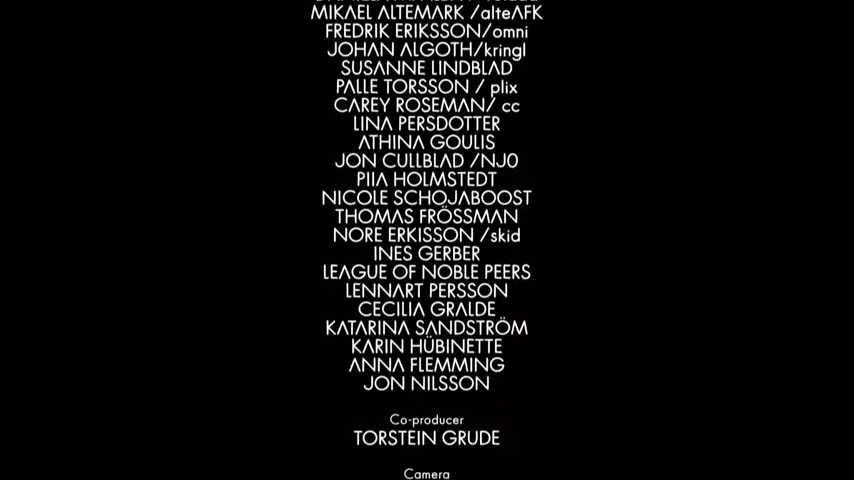 MIKAEL ALTEMARK /alteAFK
FREDRIK ERIKSSON/omni
JOHAN ALGOTH/kringl
SUSANNE LINDBLAD
PALLE TORSSON / plix
CAREY ROSEMAN/ cc
LINA PERSDOTTER
ATHINA GOULIS
JON CULLBLAD /NJ0
PIIA HOLMSTEDT
NICOLE SCHOJABOOST
THOMAS FRÖSSMAN
NORE ERKISSON /skid
INES GERBER
LEAGUE OF NOBLE PEERS
LENNART PERSSON
CECILIA GRALDE
KATARINA SANDSTRÖM
KARIN HÜBINETTE
ANNA FLEMMING
JON NILSSON
Co-producer
TORSTEIN GRUDE
Camera